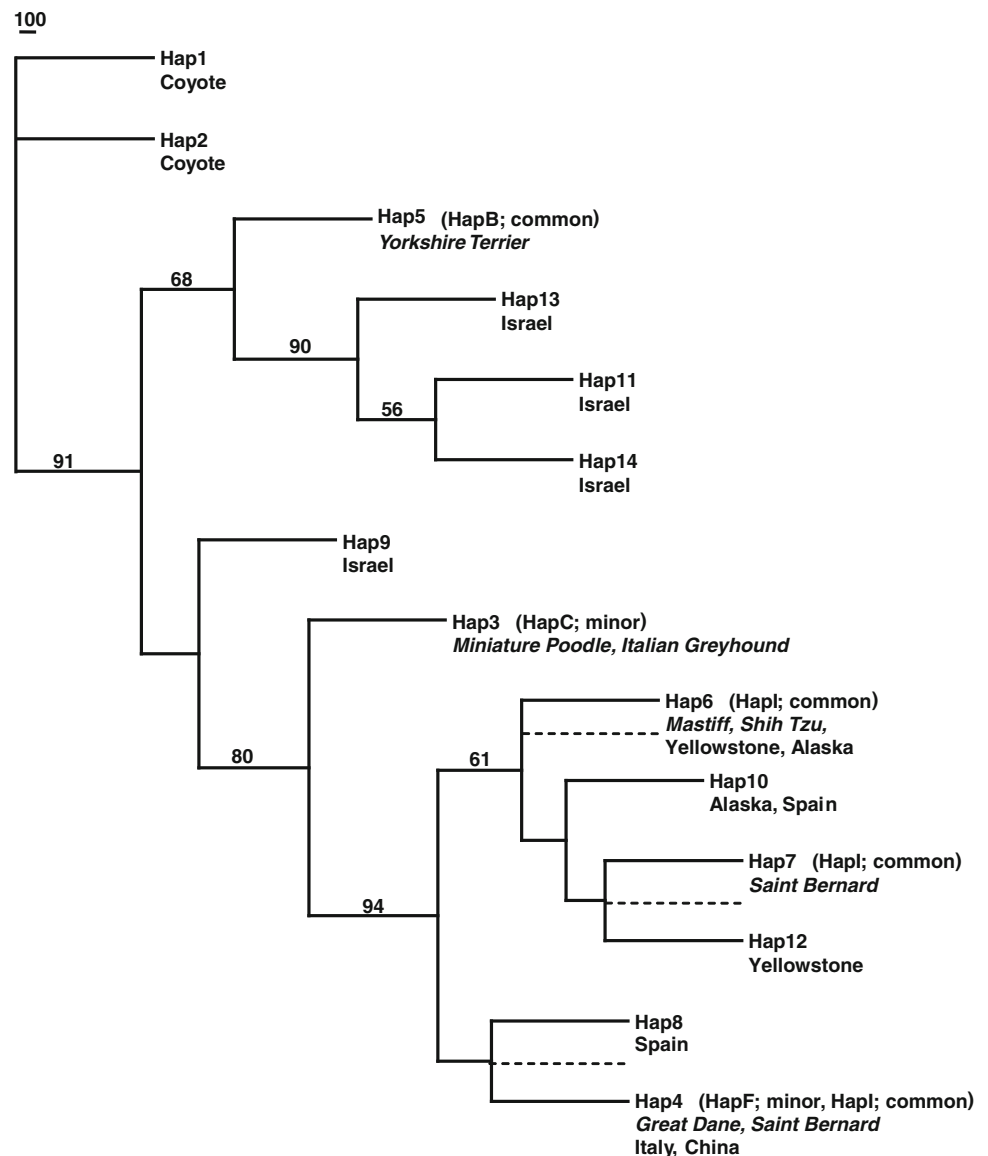 100
Hap1
Coyote
Hap2
Coyote
Hap5 (HapB; common)
Yorkshire Terrier
68
Hap13
Israel
90
Hap11
Israel
56
Hap14
Israel
91
Hap9
Israel
Hap3 (HapC; minor)
Miniature Poodle, Italian Greyhound
Hap6 (HapI; common)
Mastiff, Shih Tzu,
Yellowstone, Alaska
80
61
Hap10
Alaska, Spain
Hap7 (HapI; common)
Saint Bernard
94
Hap12
Yellowstone
Hap8
Spain
Hap4 (HapF; minor, HapI; common)
Great Dane, Saint Bernard
Italy, China